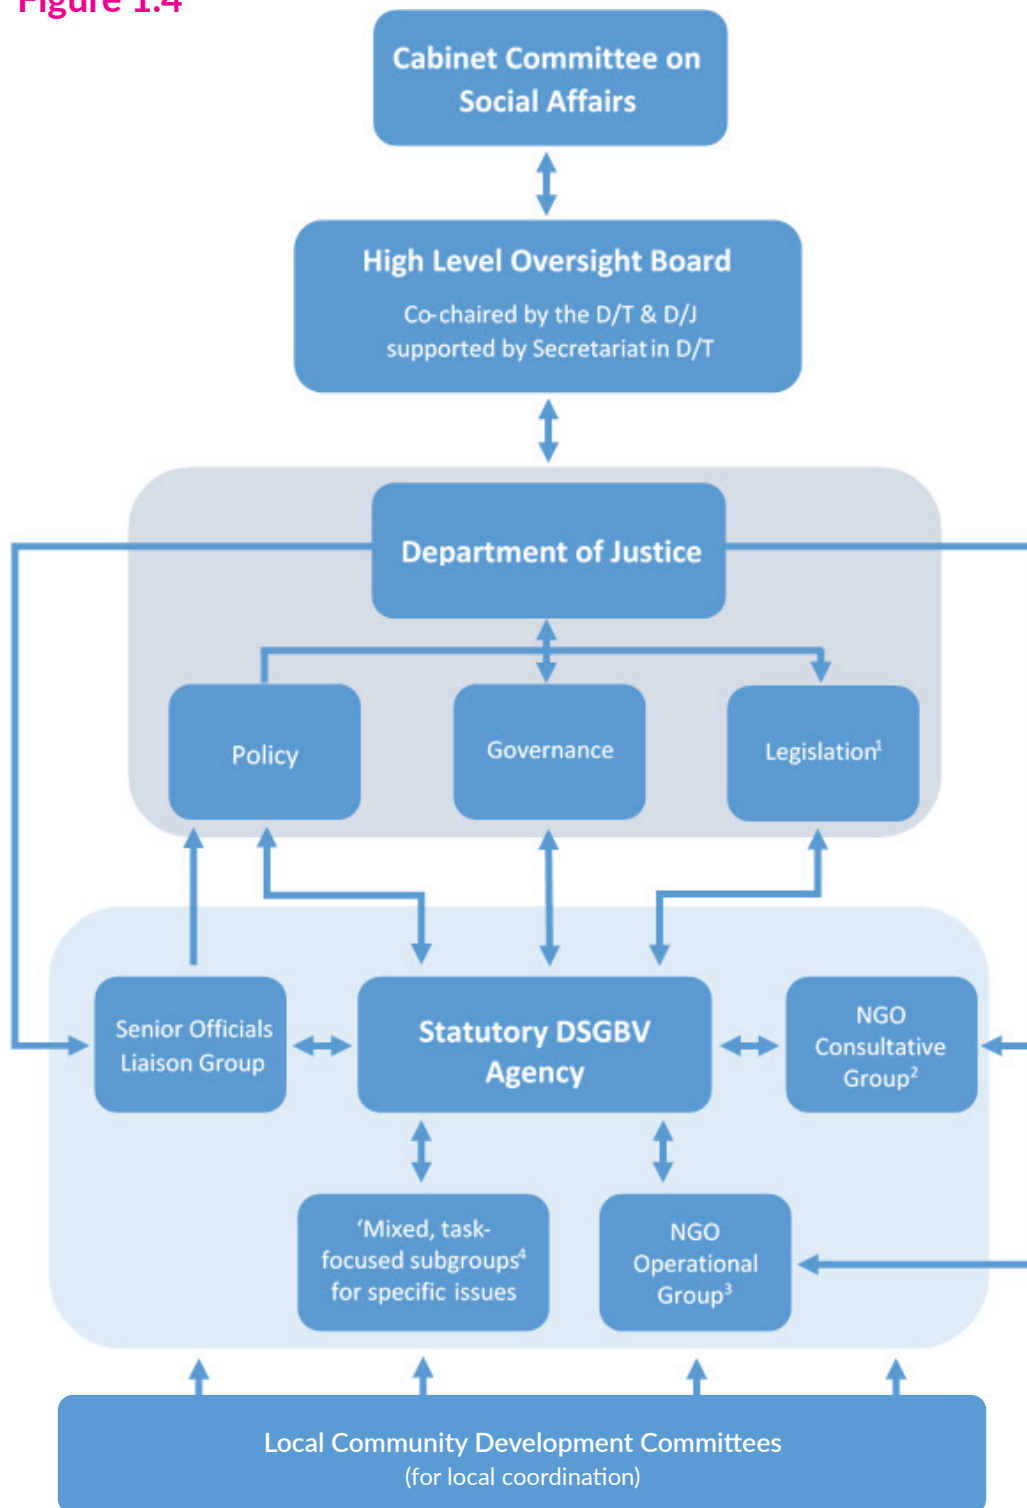 Figure 1.4
Cabinet Committee on
Social Affairs
High Level Oversight Board
Co-chaired by the D/T & D/J
supported by Secretariat in D/T
Department of Justice
Policy
Governance
Legislation¹
Senior Officials
Liaison Group
Statutory DSGBV
Agency
NGO
Consultative
Group²
‘Mixed, task-
focused subgroups⁴
for specific issues
NGO
Operational
Group³
Local Community Development Committees
(for local coordination)